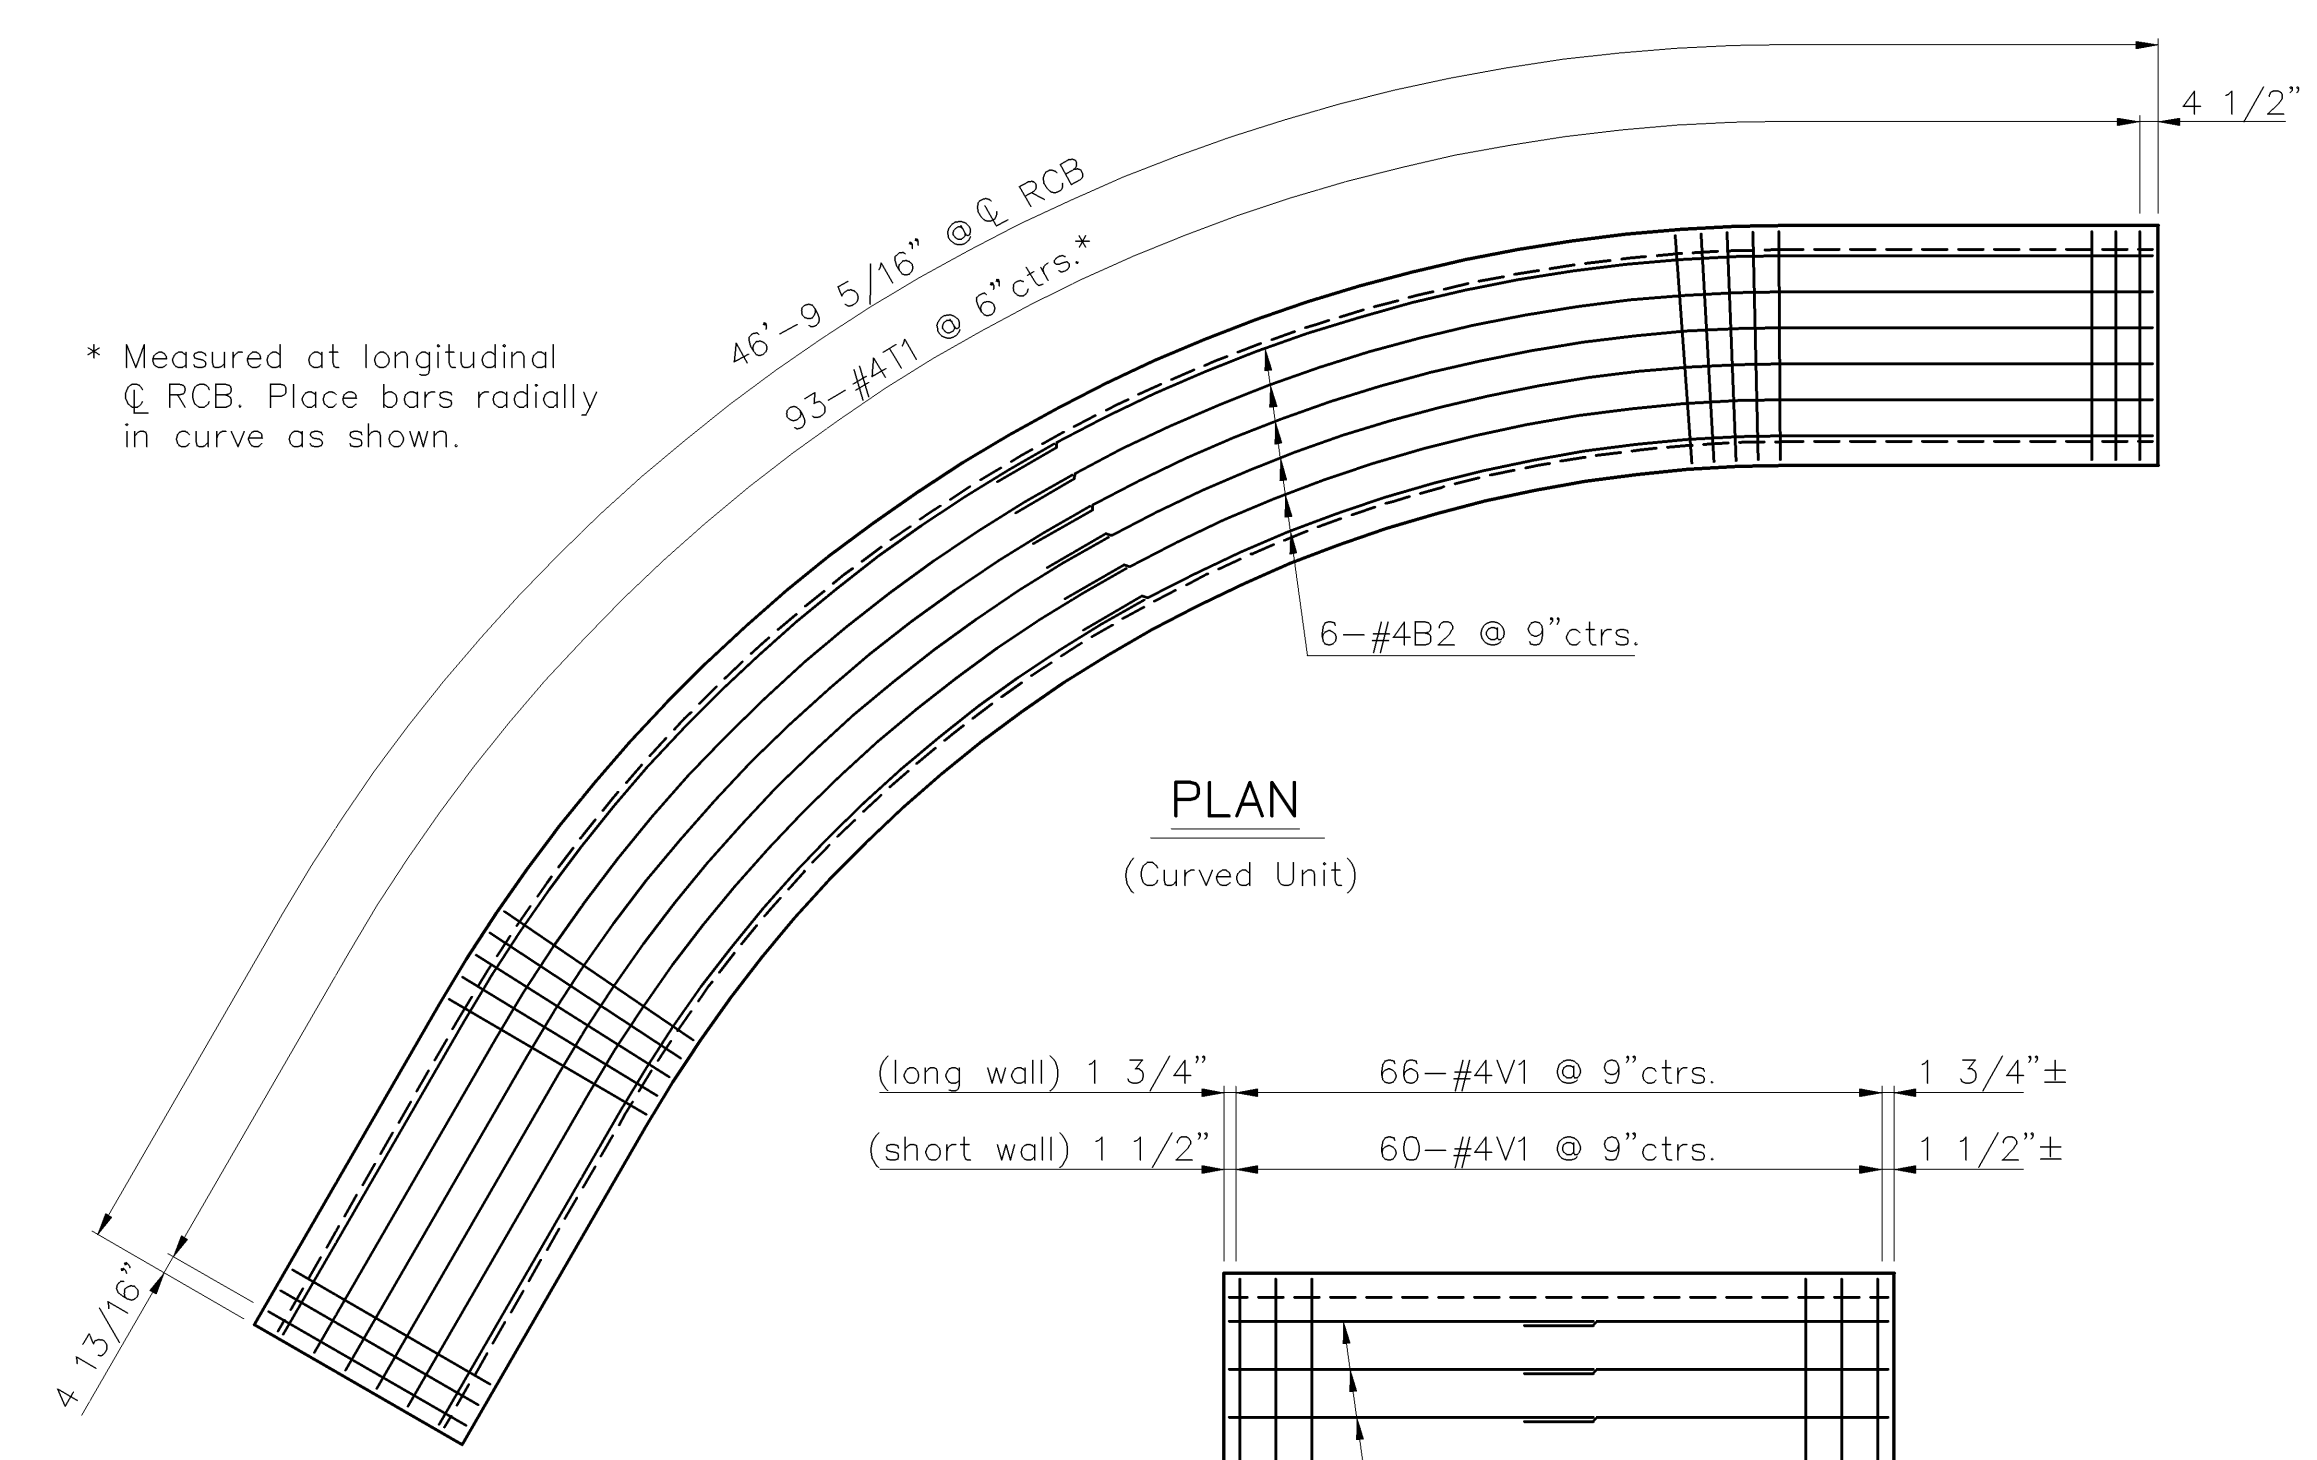 4 1/2”
46’-9 5/16” @ ℄ RCB
93-#4T1 @ 6”ctrs.*
* Measured at longitudinal
℄ RCB. Place bars radially
in curve as shown.
6-#4B2 @ 9”ctrs.
PLAN
(Curved Unit)
(long wall) 1 3/4” 66-#4V1 @ 9”ctrs. 1 3/4”±
(short wall) 1 1/2” 60-#4V1 @ 9”ctrs. 1 1/2”±
4 13/16”